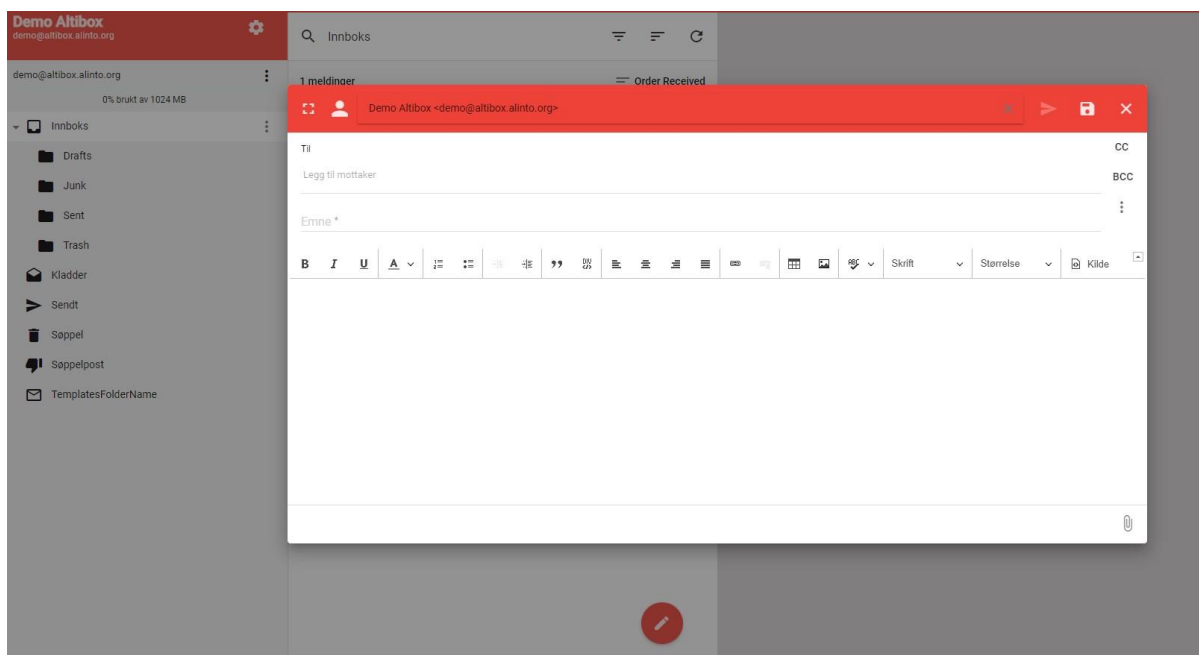 Demo Altibox
demo@altibox.alinto.org
demo@altibox.alinto.org
0% brukt av 1024 MB
Innboks
Drafts
Junk
Sent
Trash
Kladder
Sendt
Søppel
Søppelpost
TemplatesFolderName
Innboks
1 meldinger
Order Received
Demo Altibox <demo@altibox.alinto.org>
Til
CC
Legg til mottaker
BCC
Emne *
B I U A Skrift Størrelse Kilde